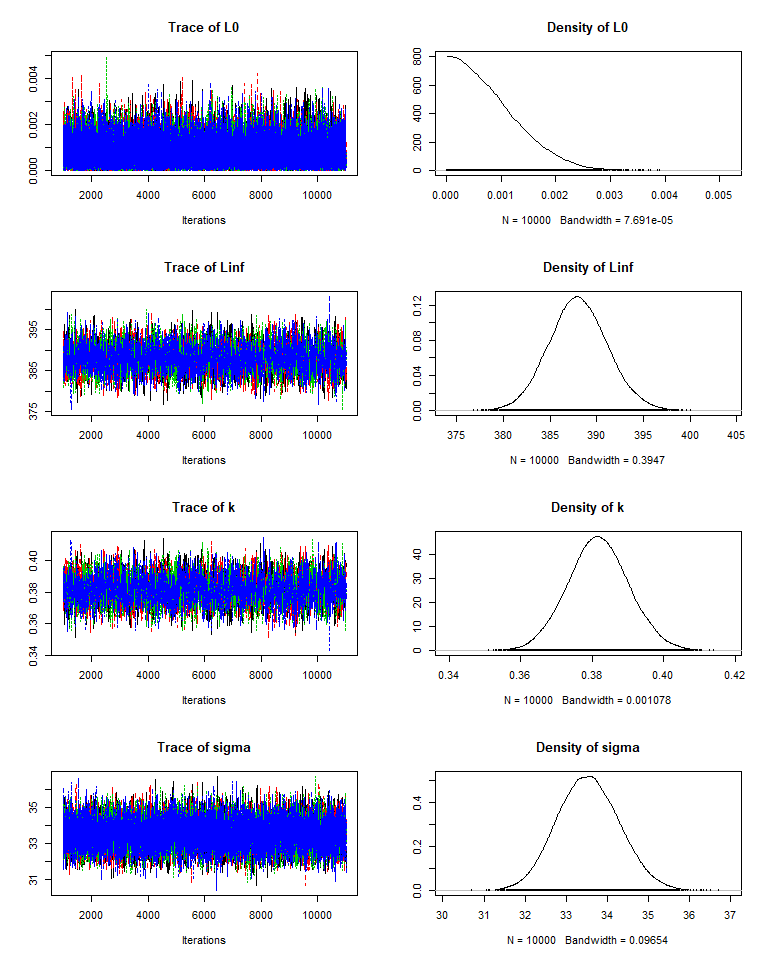 Trace of L0
0.000 0.002 0.004
2000 4000 6000 8000 10000
Iterations
Density of L0
0 200 400 600 800
0.000 0.001 0.002 0.003 0.004 0.005
N = 10000 Bandwidth = 7.691e-05
Trace of Linf
375 385 395
2000 4000 6000 8000 10000
Iterations
Density of Linf
0.00 0.04 0.08 0.12
375 380 385 390 395 400 405
N = 10000 Bandwidth = 0.3947
Trace of k
0.34 0.36 0.38 0.40
2000 4000 6000 8000 10000
Iterations
Density of k
0 10 20 30 40
0.34 0.36 0.38 0.40 0.42
N = 10000 Bandwidth = 0.001078
Trace of sigma
31 33 35
2000 4000 6000 8000 10000
Iterations
Density of sigma
0.0 0.2 0.4
30 31 32 33 34 35 36 37
N = 10000 Bandwidth = 0.09654